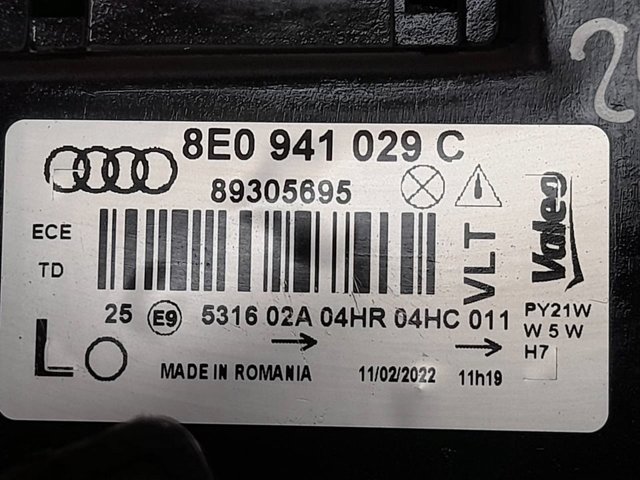 8E0 941 029 C
89305695
ECE
TD
VLT
Valeo
25 E9 5316 02A 04HR 04HC 011
PY21W
W5W
H7
L
MADE IN ROMANIA 11/02/2022 11h19